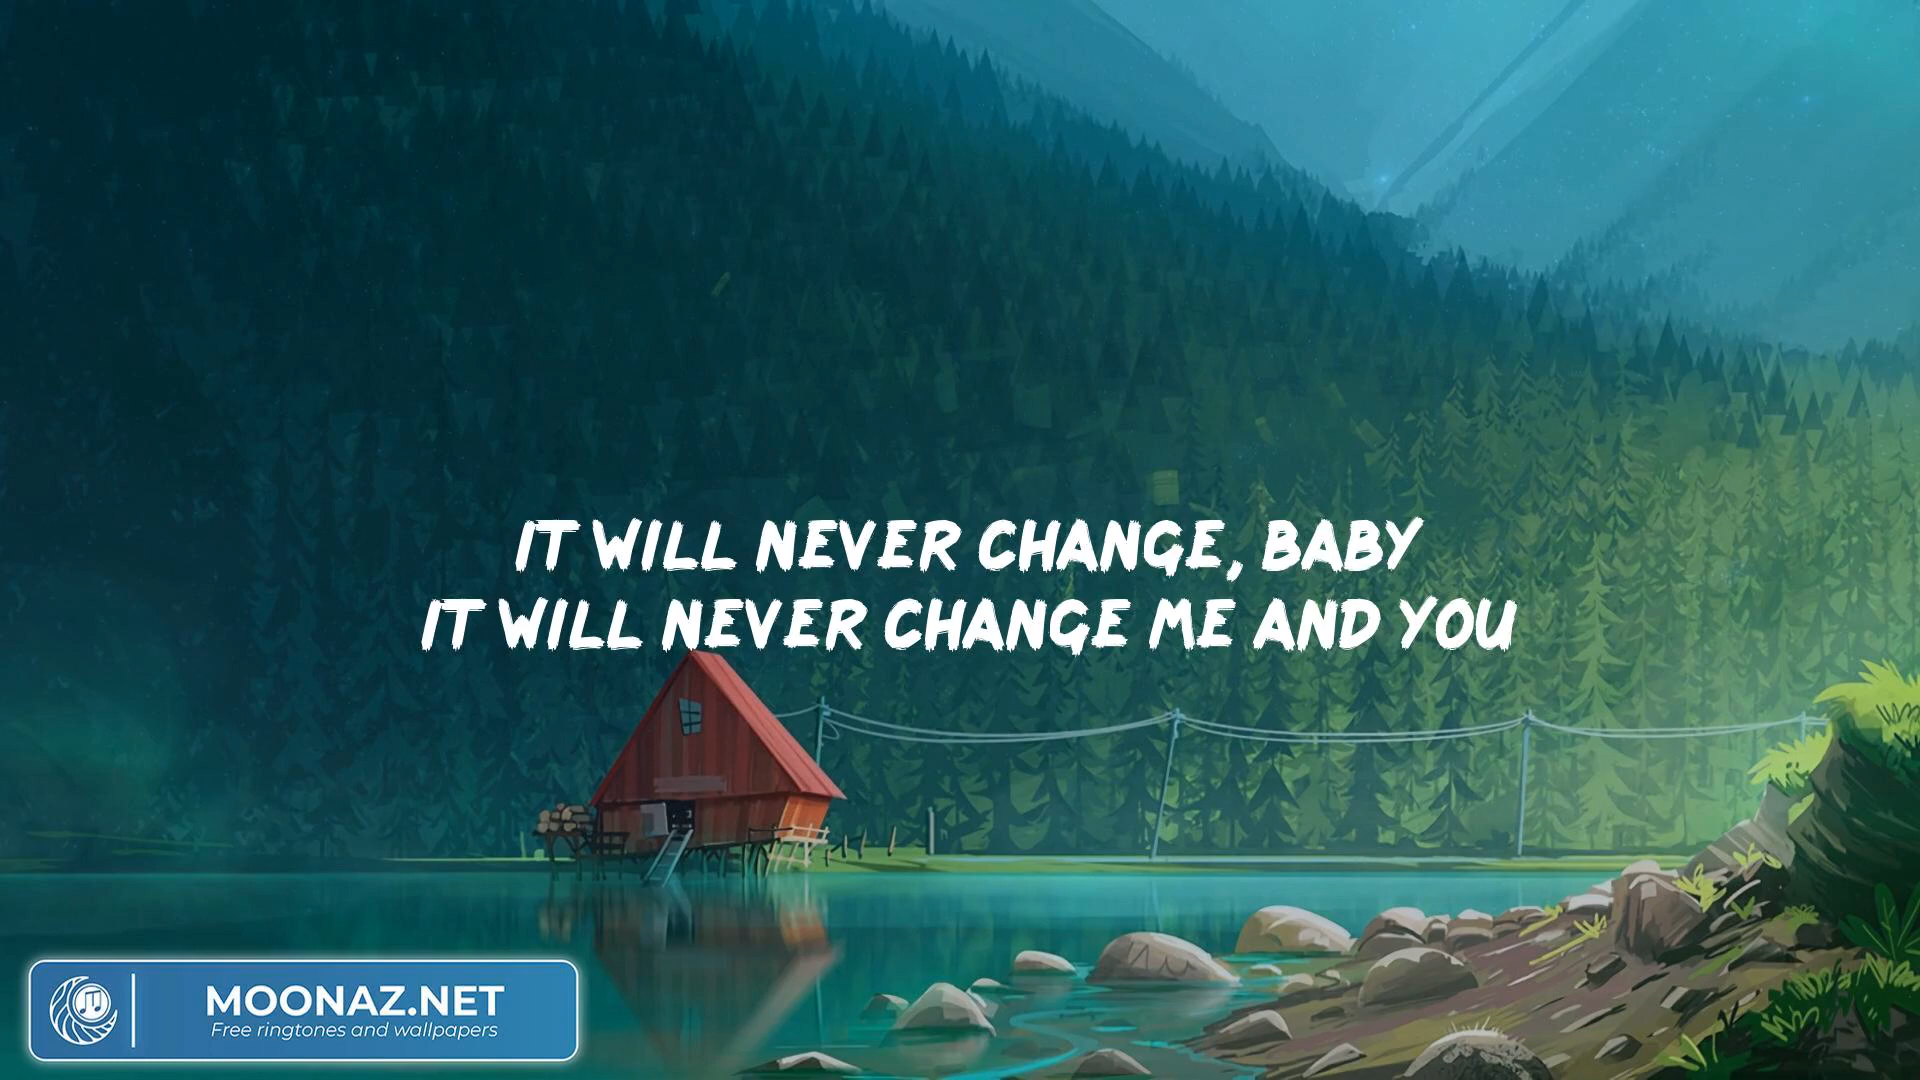 IT WILL NEVER CHANGE, BABY
IT WILL NEVER CHANGE ME AND YOU
MOONAZ.NET
Free ringtones and wallpapers